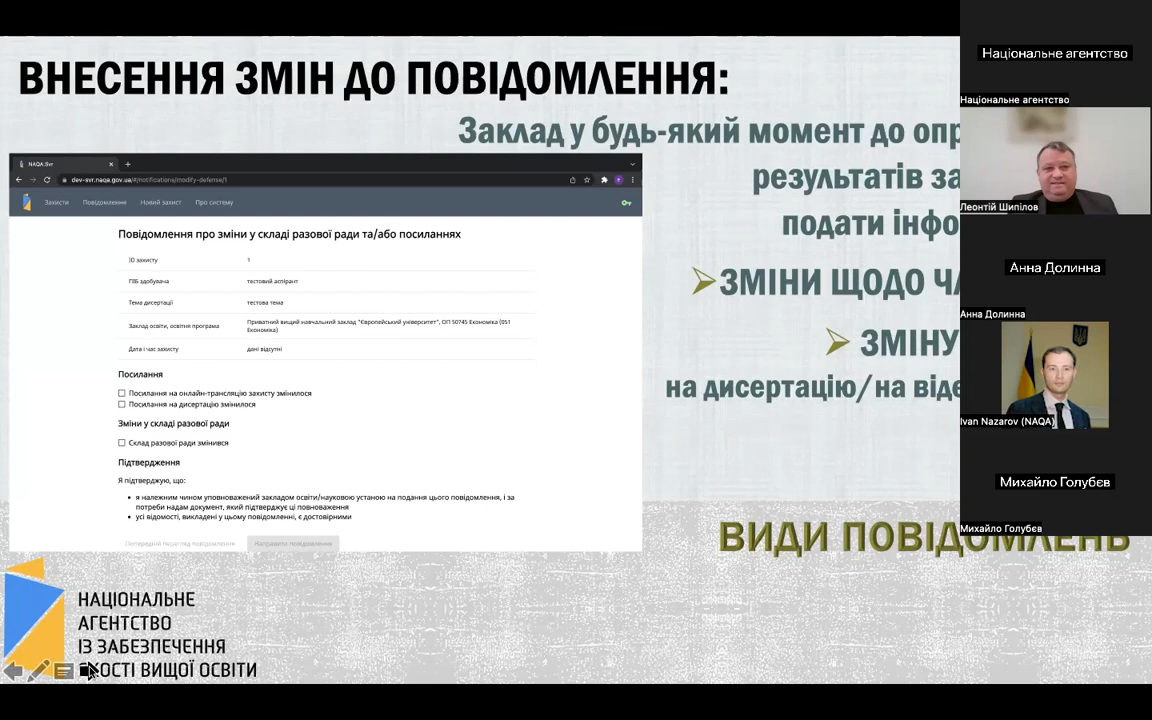 ВНЕСЕННЯ ЗМІН ДО ПОВІДОМЛЕННЯ:
Заклад у будь-який момент до
результатів
подати
ЗМІНИ ЩОДО
ЗМІНУ
на дисертацію/на
ВИДИ ПОВІДОМЛЕНЬ
NAQA.Svr
dev-svr.naqa.gov.ua/#/notifications/modify-defense/1
Захисти Повідомлення Новий захист Про систему
Повідомлення про зміни у складі разової ради та/або посиланнях
ID захисту 1
ПІБ здобувача тестовий аспірант
Тема дисертації тестова тема
Заклад освіти, освітня програма Приватний вищий навчальний заклад "Європейський університет", ОП 50745 Економіка (051
Економіка)
Дата і час захисту дані відсутні
Посилання
Посилання на онлайн-трансляцію захисту змінилося
Посилання на дисертацію змінилося
Зміни у складі разової ради
Склад разової ради змінився
Підтвердження
Я підтверджую, що:
я належним чином уповноважений закладом освіти/науковою установою на подання цього повідомлення, і за
потреби надам документ, який підтверджує ці повноваження
усі відомості, викладені у цьому повідомленні, є достовірними
Попередній перегляд повідомлення Направити повідомлення
НАЦІОНАЛЬНЕ
АГЕНТСТВО
ІЗ ЗАБЕЗПЕЧЕННЯ
ЯКОСТІ ВИЩОЇ ОСВІТИ
Національне агентство
Національне агентство
Леонтій Шипілов
Анна Долинна
Анна Долинна
Ivan Nazarov (NAQA)
Михайло Голубєв
Михайло Голубєв